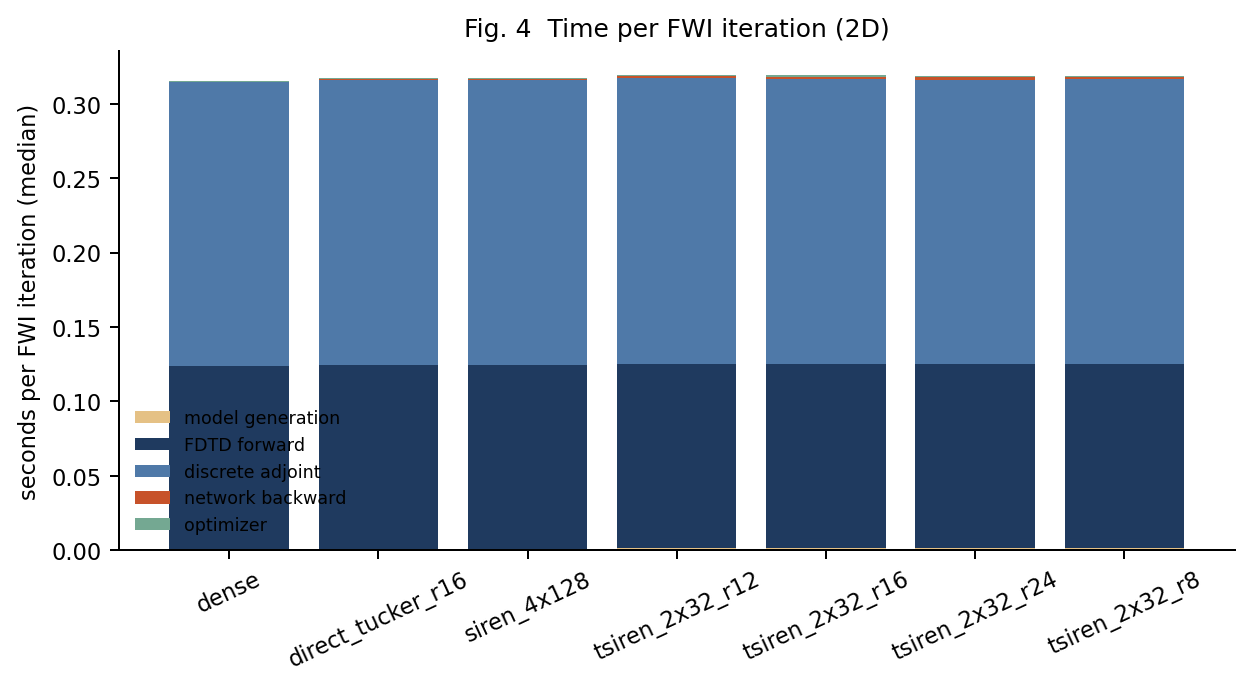 Fig. 4  Time per FWI iteration (2D)
seconds per FWI iteration (median)
0.30
0.25
0.20
0.15
0.10
0.05
0.00
model generation
FDTD forward
discrete adjoint
network backward
optimizer
dense
direct_tucker_r16
siren_4x128
tsiren_2x32_r12
tsiren_2x32_r16
tsiren_2x32_r24
tsiren_2x32_r8